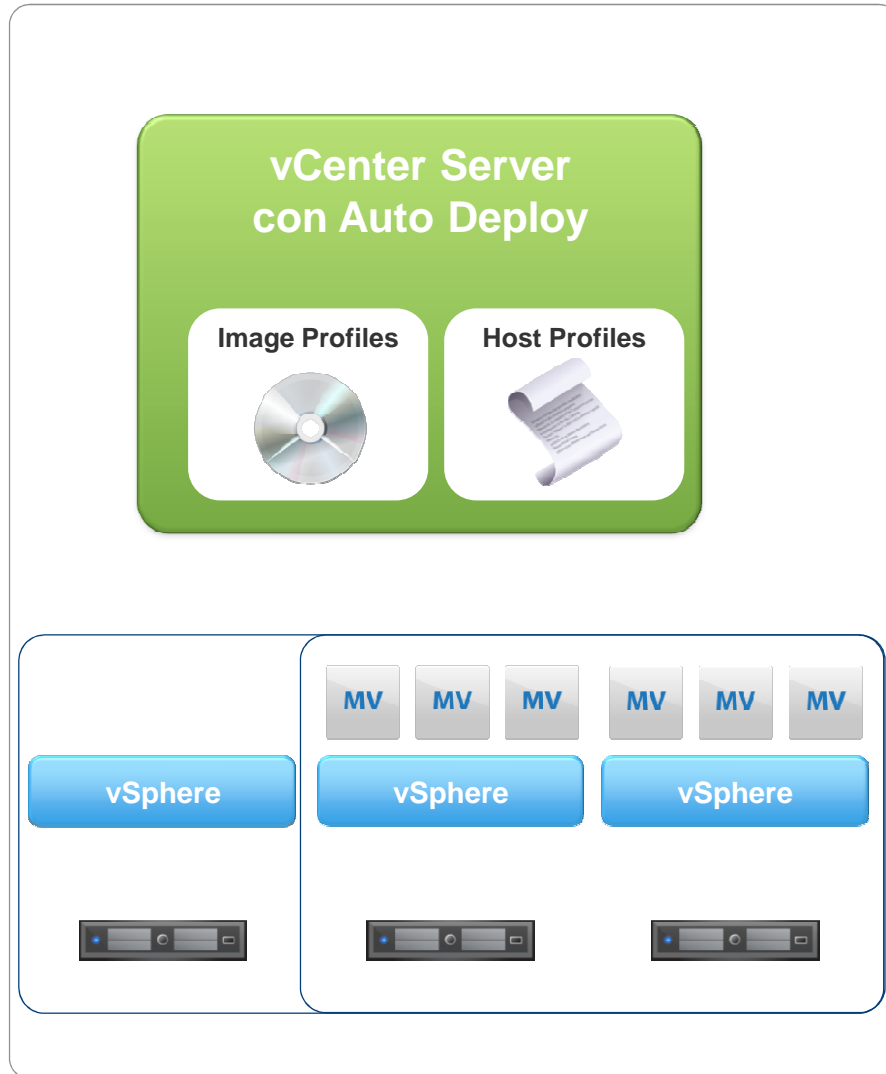 vCenter Server
con Auto Deploy
Image Profiles
Host Profiles
MV MV MV MV MV MV
vSphere vSphere vSphere